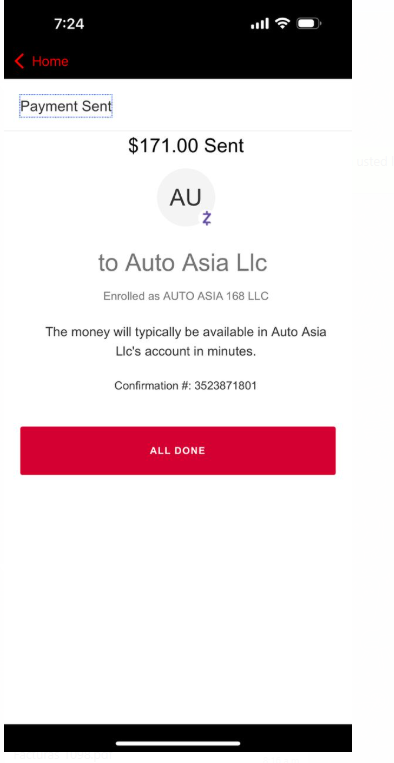 7:24
Home
Payment Sent
$171.00 Sent
AU
to Auto Asia Llc
Enrolled as AUTO ASIA 168 LLC
The money will typically be available in Auto Asia
Llc's account in minutes.
Confirmation #: 3523871801
ALL DONE